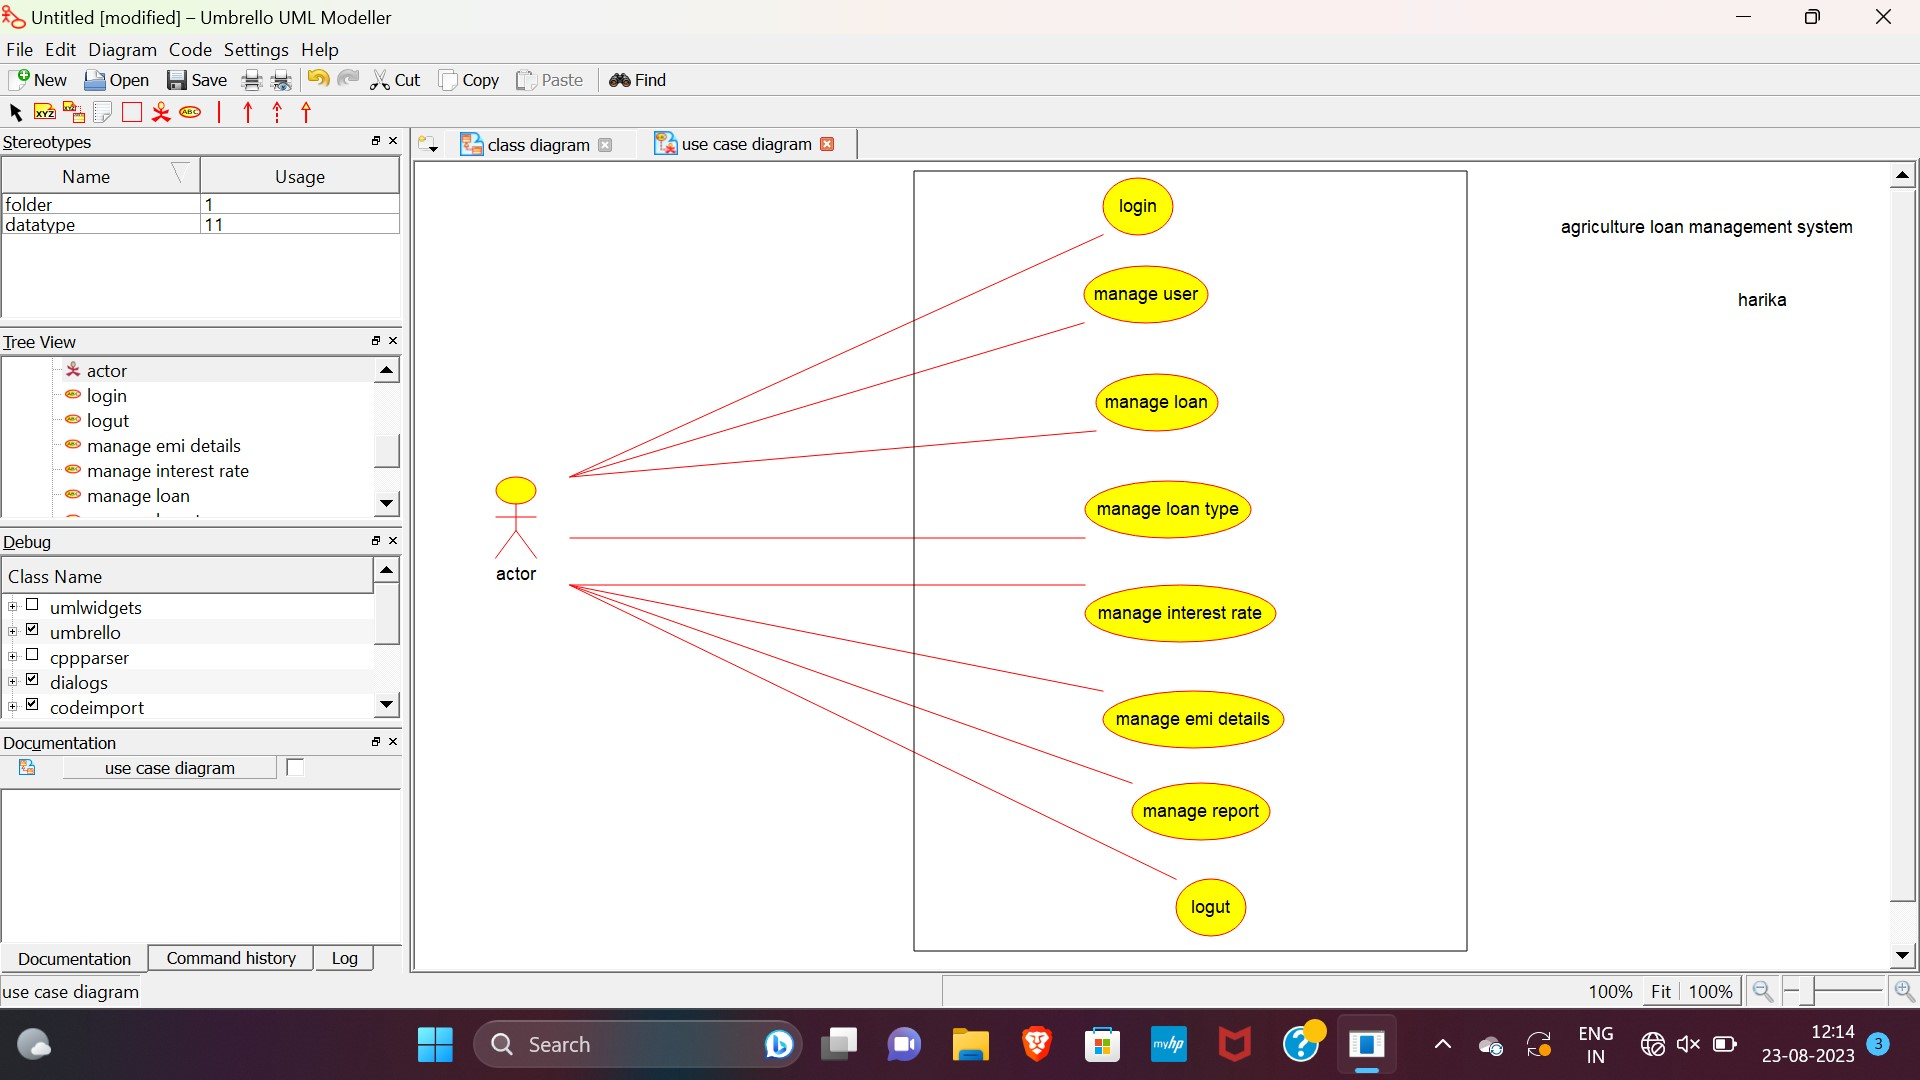 Untitled [modified] – Umbrello UML Modeller
File Edit Diagram Code Settings Help
New Open Save Cut Copy Paste Find
XYZ XYZ ABC
Stereotypes
Name Usage
folder 1
datatype 11
Tree View
actor
login
logut
manage emi details
manage interest rate
manage loan
Debug
Class Name
umlwidgets
umbrello
cppparser
dialogs
codeimport
Documentation
use case diagram
Documentation Command history Log
use case diagram
class diagram use case diagram
login
manage user
manage loan
manage loan type
manage interest rate
manage emi details
manage report
logut
actor
agriculture loan management system
harika
100% Fit 100%
Search
myhp
ENG
IN
12:14
23-08-2023
3